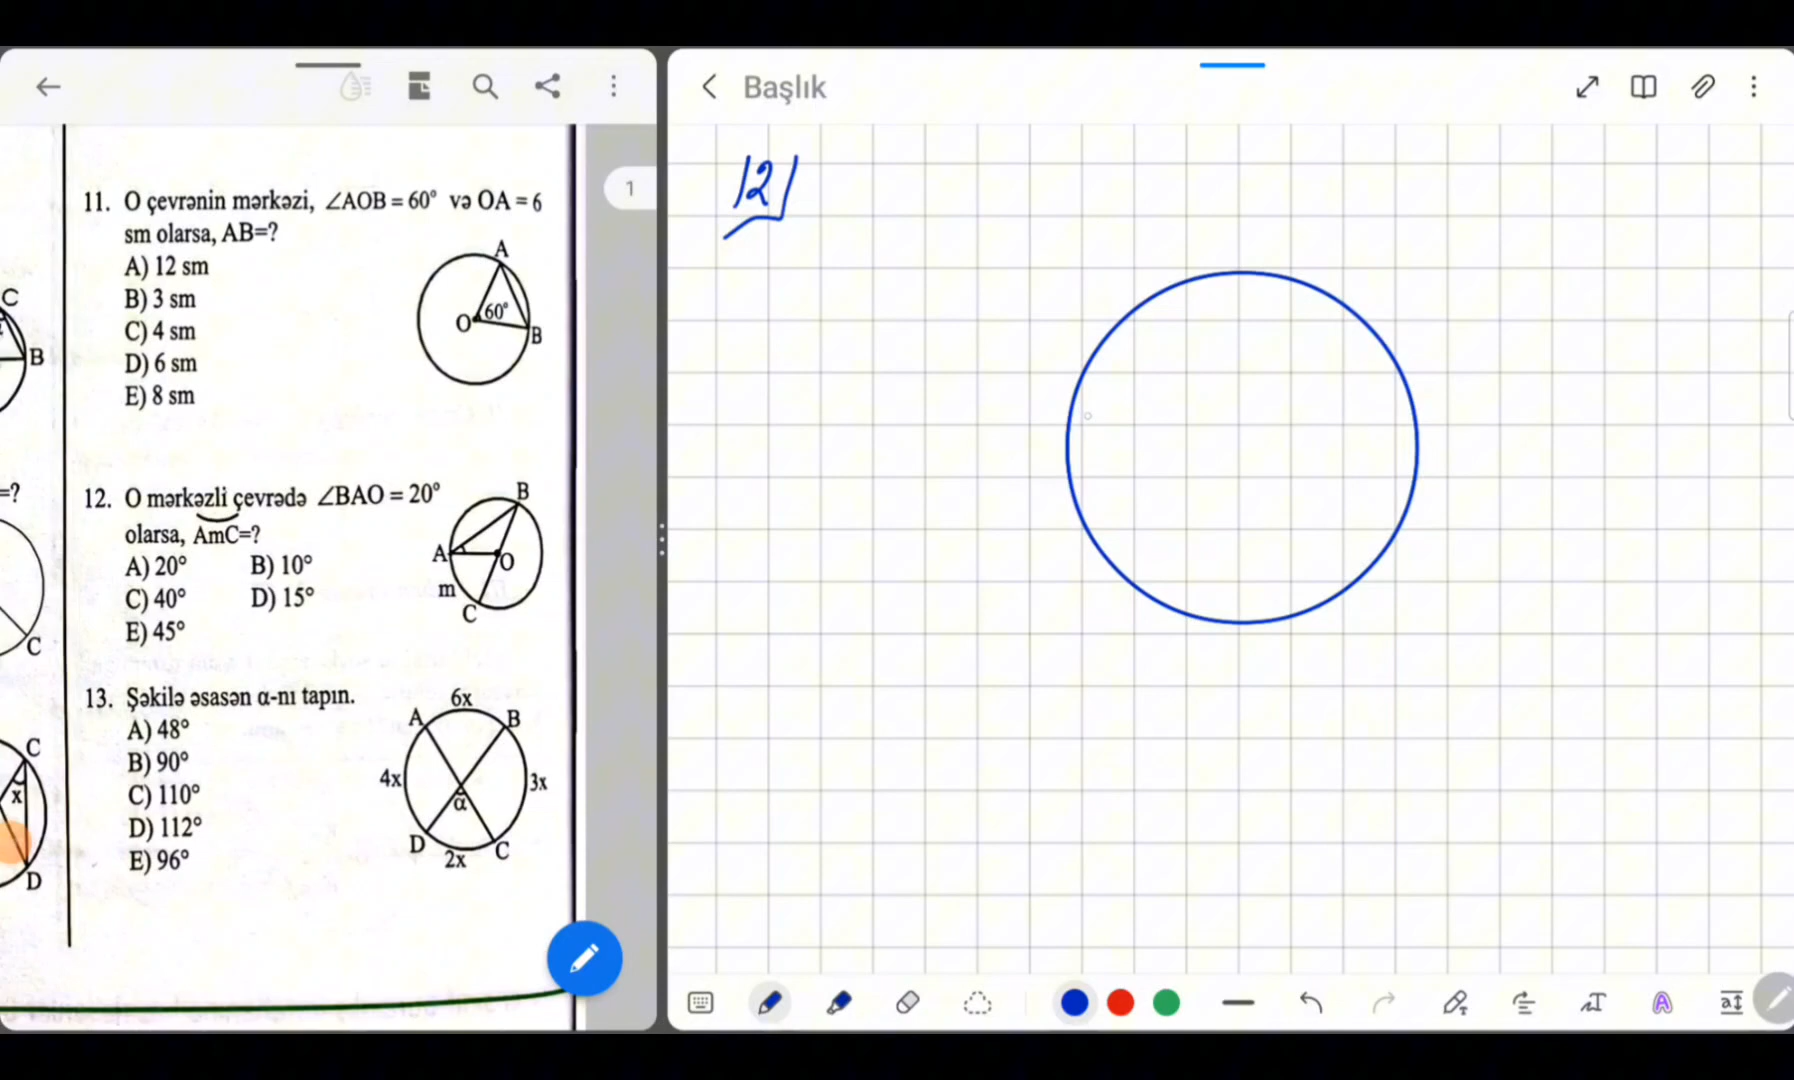 Başlık
1
12
11. O çevrənin mərkəzi, ∠AOB = 60° və OA = 6
sm olarsa, AB=?
A) 12 sm
B) 3 sm
C) 4 sm
D) 6 sm
E) 8 sm
A
O
60°
B
C
B
=?
12. O mərkəzli çevrədə ∠BAO = 20°
olarsa, AmC=?
A) 20° B) 10°
C) 40° D) 15°
E) 45°
B
A
O
m
C
C
13. Şəkilə əsasən α-nı tapın.
A) 48°
B) 90°
C) 110°
D) 112°
E) 96°
6x
A
B
4x
3x
α
D
C
2x
C
x
D